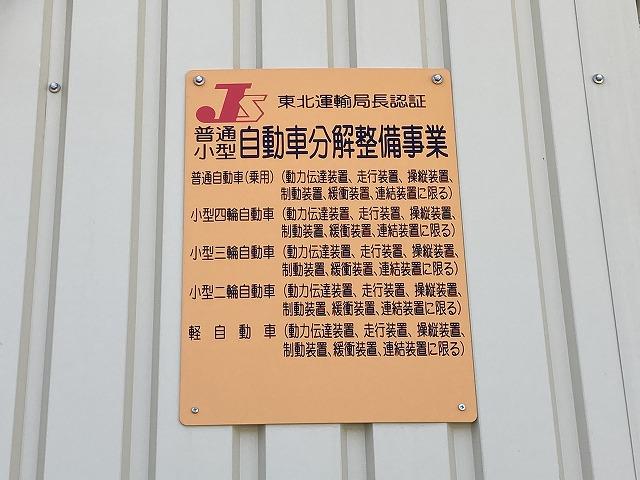 JS 東北運輸局長認証
普通小型 自動車分解整備事業
普通自動車(乗用) (動力伝達装置、走行装置、操縦装置、
制動装置、緩衝装置、連結装置に限る)
小型四輪自動車 (動力伝達装置、走行装置、操縦装置、
制動装置、緩衝装置、連結装置に限る)
小型三輪自動車 (動力伝達装置、走行装置、操縦装置、
制動装置、緩衝装置、連結装置に限る)
小型二輪自動車 (動力伝達装置、走行装置、操縦装置、
制動装置、緩衝装置、連結装置に限る)
軽自動車 (動力伝達装置、走行装置、操縦装置、
制動装置、緩衝装置、連結装置に限る)